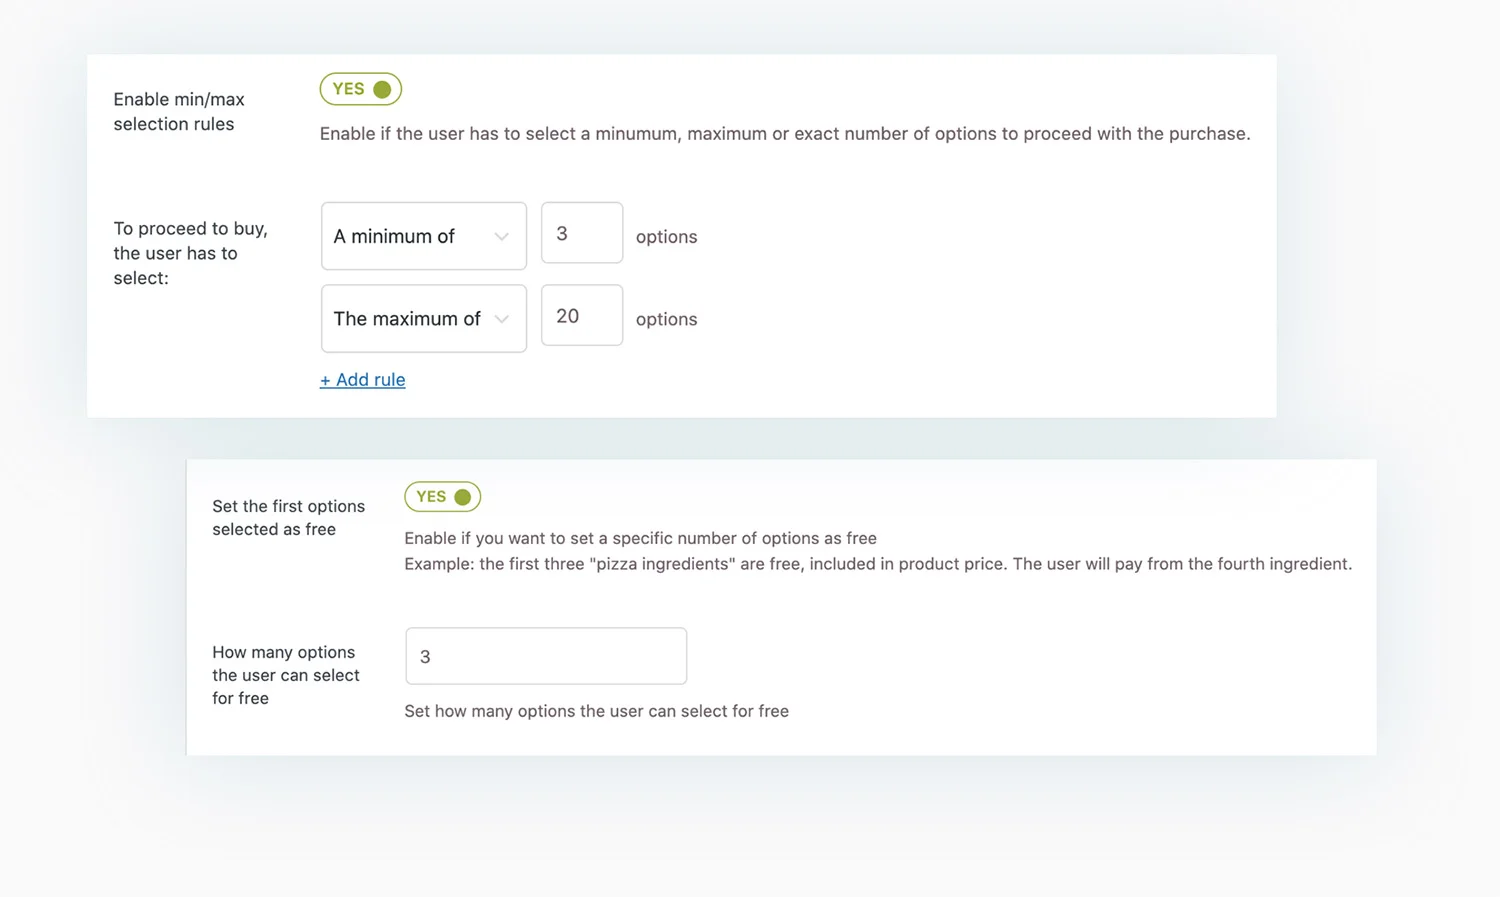 Enable min/max
selection rules
YES
Enable if the user has to select a minumum, maximum or exact number of options to proceed with the purchase.
To proceed to buy,
the user has to
select:
A minimum of
3
options
The maximum of
20
options
+ Add rule
Set the first options
selected as free
YES
Enable if you want to set a specific number of options as free
Example: the first three "pizza ingredients" are free, included in product price. The user will pay from the fourth ingredient.
How many options
the user can select
for free
3
Set how many options the user can select for free